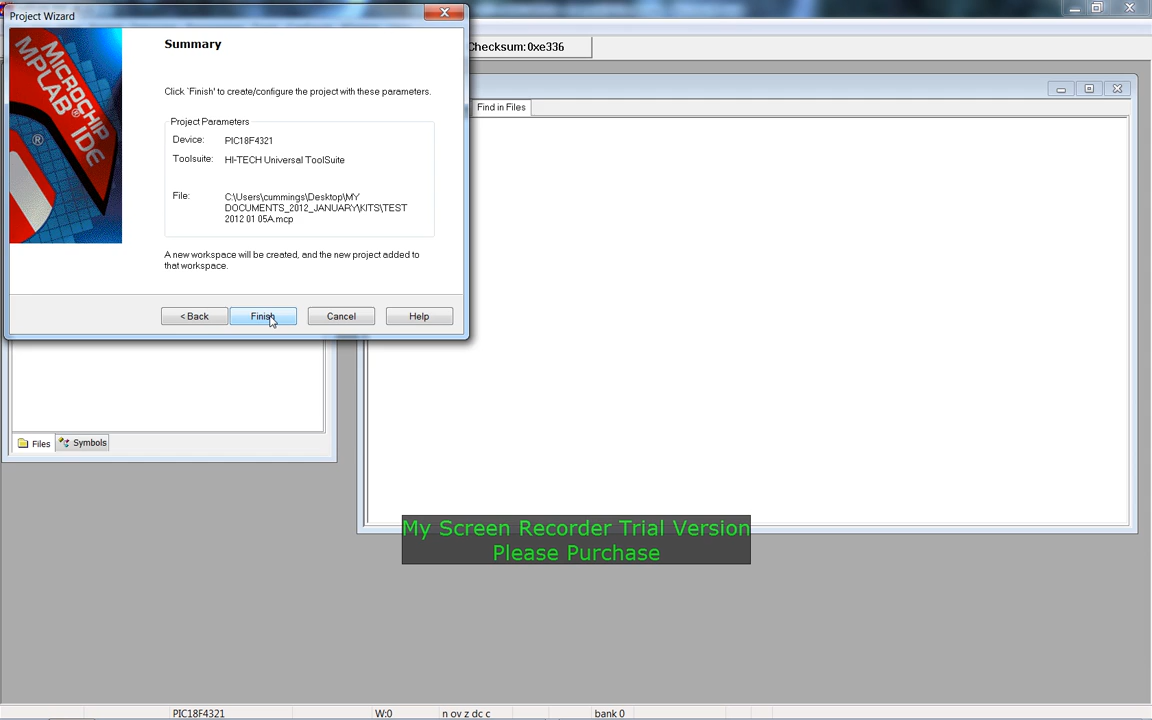 Project Wizard
Summary
Checksum:0xe336
MICROCHIP
MPLAB® IDE
®
Click `Finish' to create/configure the project with these parameters.
Find in Files
Project Parameters
Device: PIC18F4321
Toolsuite: HI-TECH Universal ToolSuite
File: C:\Users\cummings\Desktop\MY
DOCUMENTS_2012_JANUARY\KITS\TEST
2012 01 05A.mcp
A new workspace will be created, and the new project added to
that workspace.
< Back Finish Cancel Help
Files Symbols
My Screen Recorder Trial Version
Please Purchase
PIC18F4321 W:0 n ov z dc c bank 0